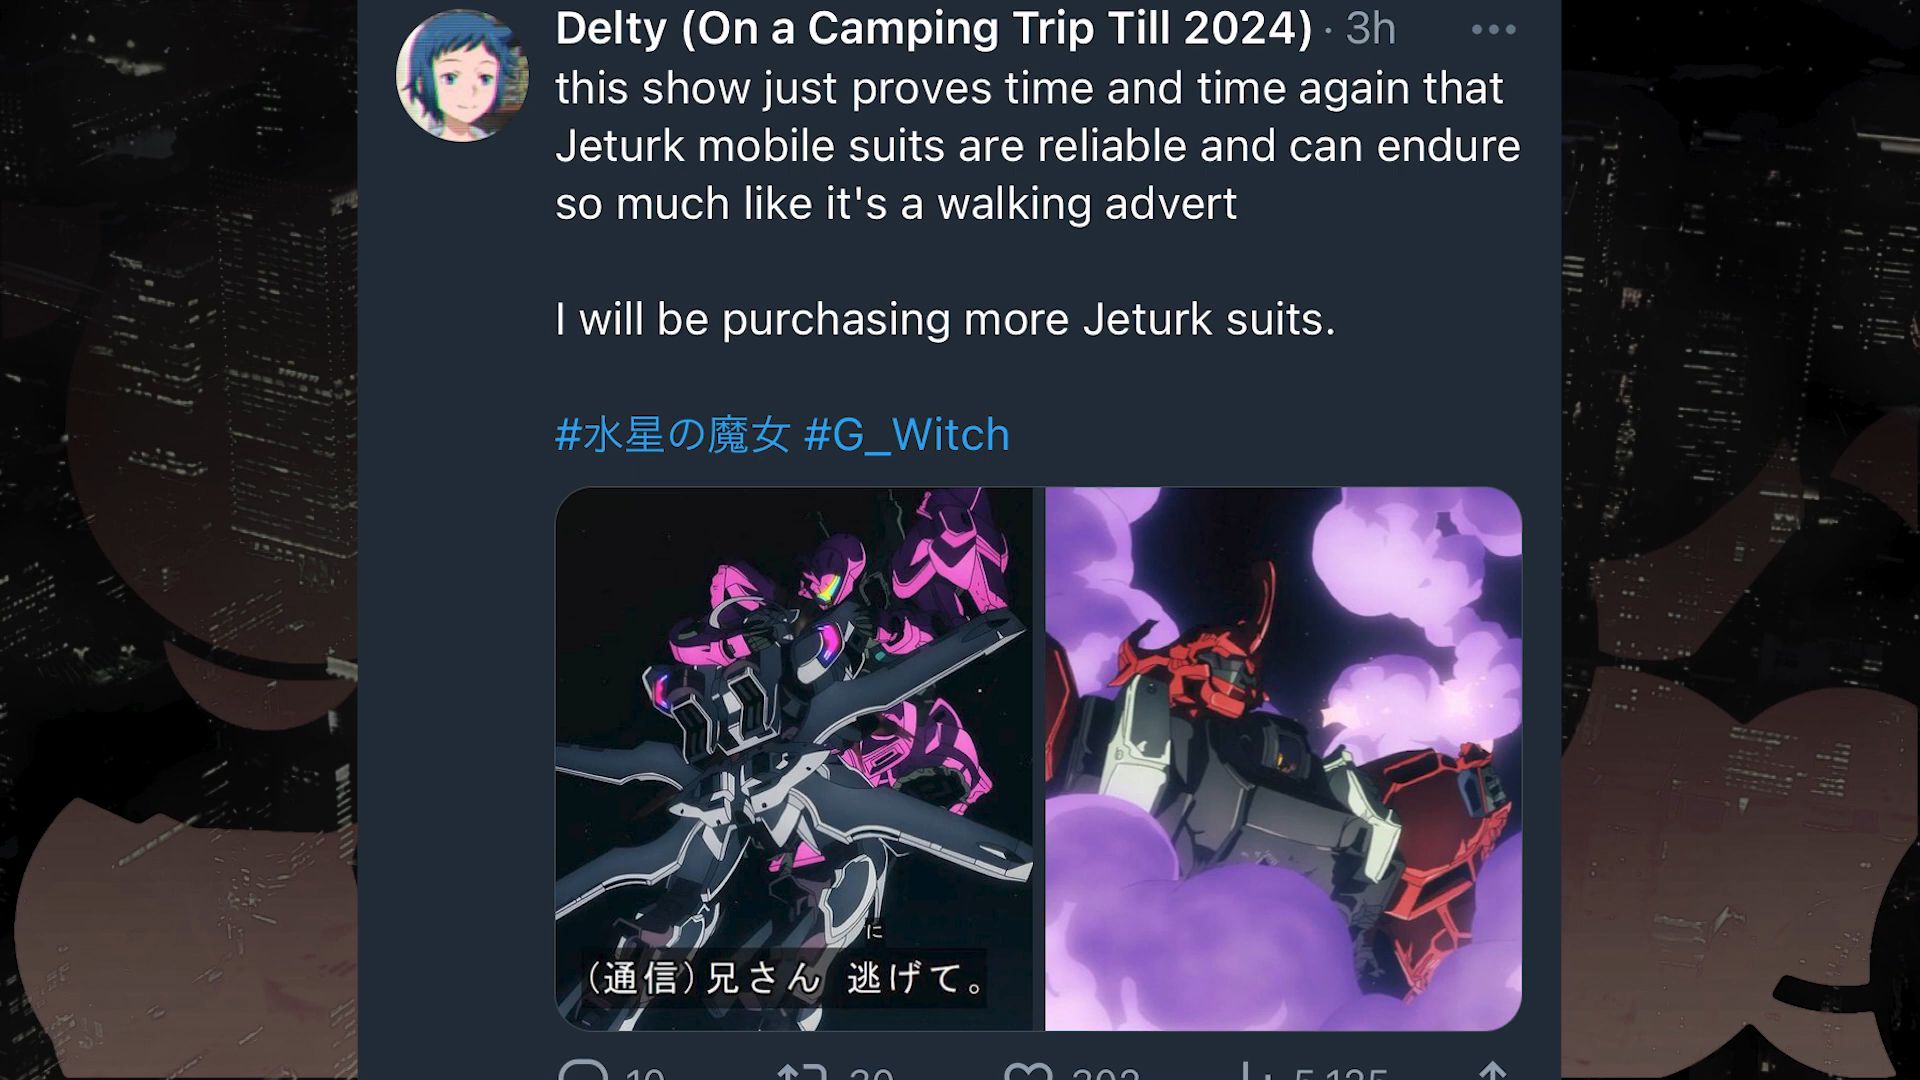 Delty (On a Camping Trip Till 2024) · 3h
this show just proves time and time again that
Jeturk mobile suits are reliable and can endure
so much like it's a walking advert
I will be purchasing more Jeturk suits.
#水星の魔女 #G_Witch
に
(通信)兄さん 逃げて。